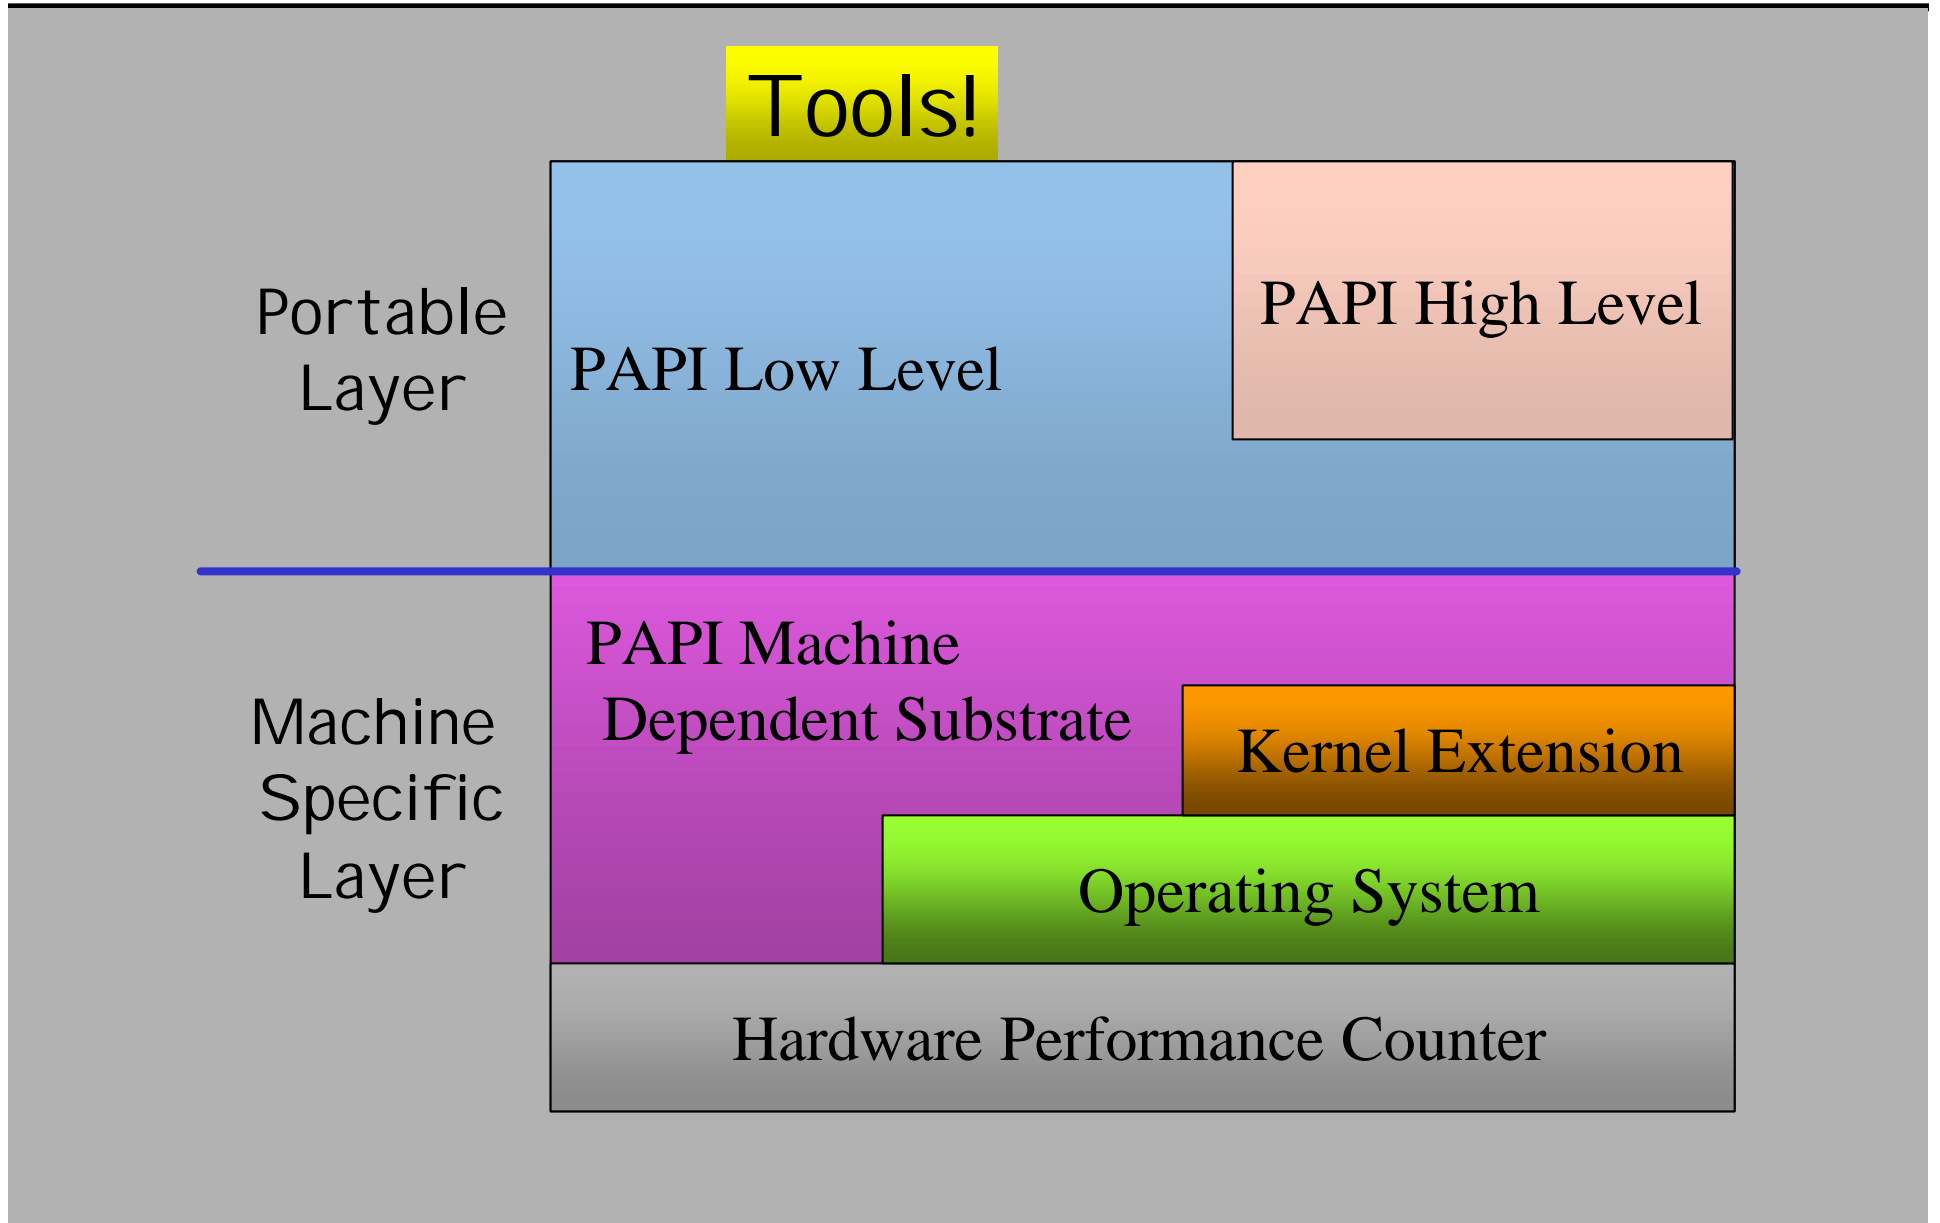 Tools!
Portable
Layer
PAPI Low Level
PAPI High Level
Machine
Specific
Layer
PAPI Machine
Dependent Substrate
Kernel Extension
Operating System
Hardware Performance Counter